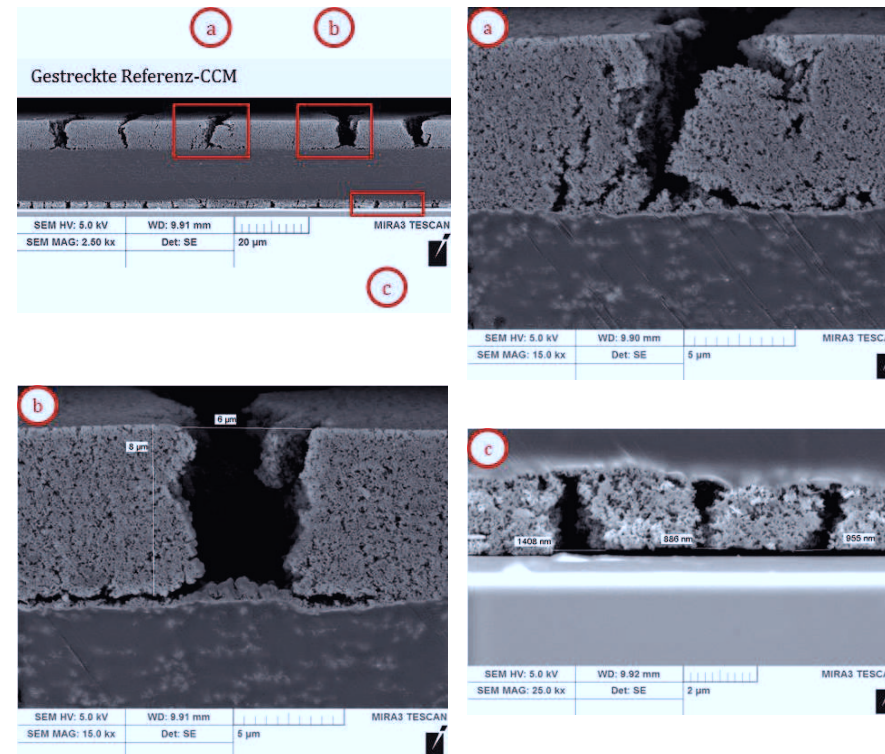 a
b
Gestreckte Referenz-CCM
SEM HV: 5.0 kV WD: 9.91 mm MIRA3 TESCAN
SEM MAG: 2.50 kx Det: SE 20 µm
c
a
SEM HV: 5.0 kV WD: 9.90 mm MIRA3 TESC
SEM MAG: 15.0 kx Det: SE 5 µm
b
6 µm
8 µm
SEM HV: 5.0 kV WD: 9.91 mm MIRA3 TESCAN
SEM MAG: 15.0 kx Det: SE 5 µm
c
1408 nm 886 nm 955 nm
SEM HV: 5.0 kV WD: 9.92 mm MIRA3 TESC
SEM MAG: 25.0 kx Det: SE 2 µm